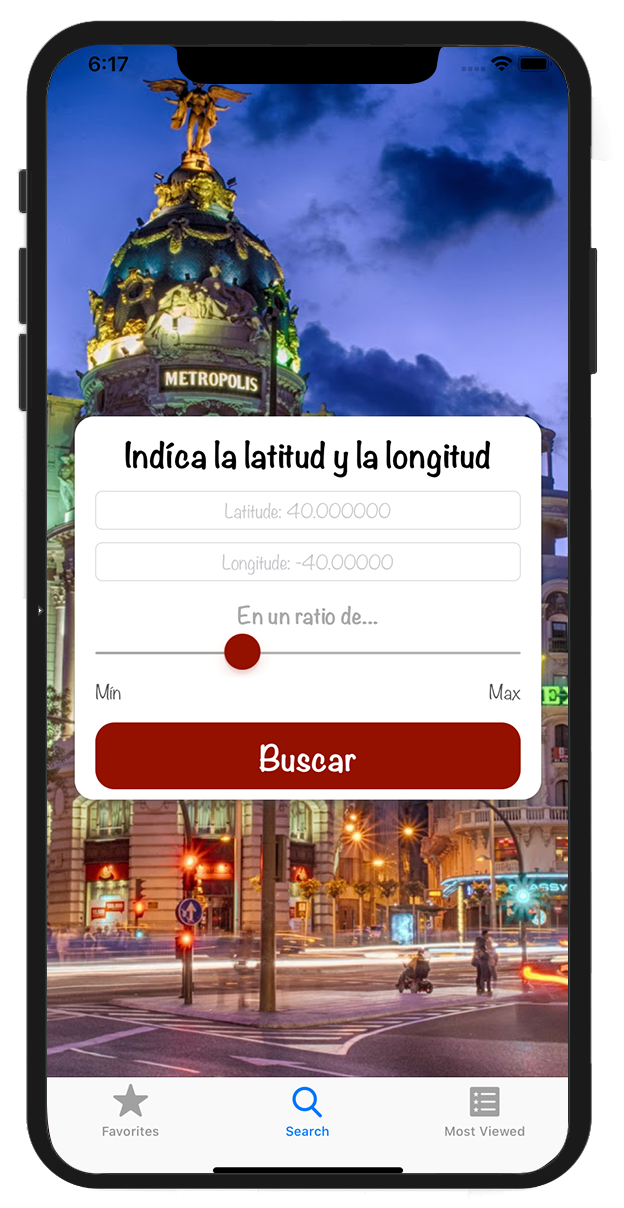 6:17
METROPOLIS
Indíca la latitud y la longitud
Latitude: 40.000000
Longitude: -40.00000
En un ratio de...
Mín Max
Buscar
Favorites Search Most Viewed